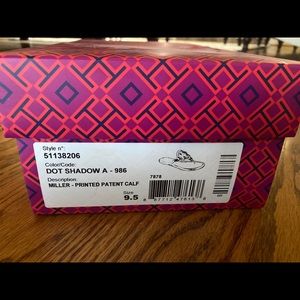 Style n°:
51138206
Color/Code:
DOT SHADOW A - 986
Description:
MILLER - PRINTED PATENT CALF
7878
Size
9.5